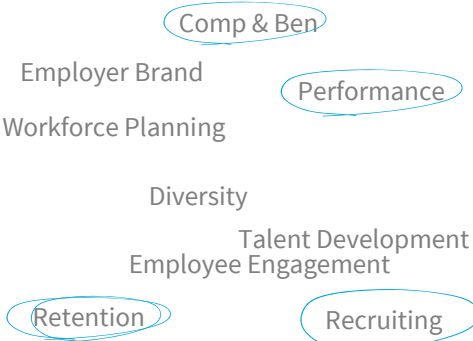 Comp & Ben
Employer Brand
Performance
Workforce Planning
Diversity
Talent Development
Employee Engagement
Retention
Recruiting